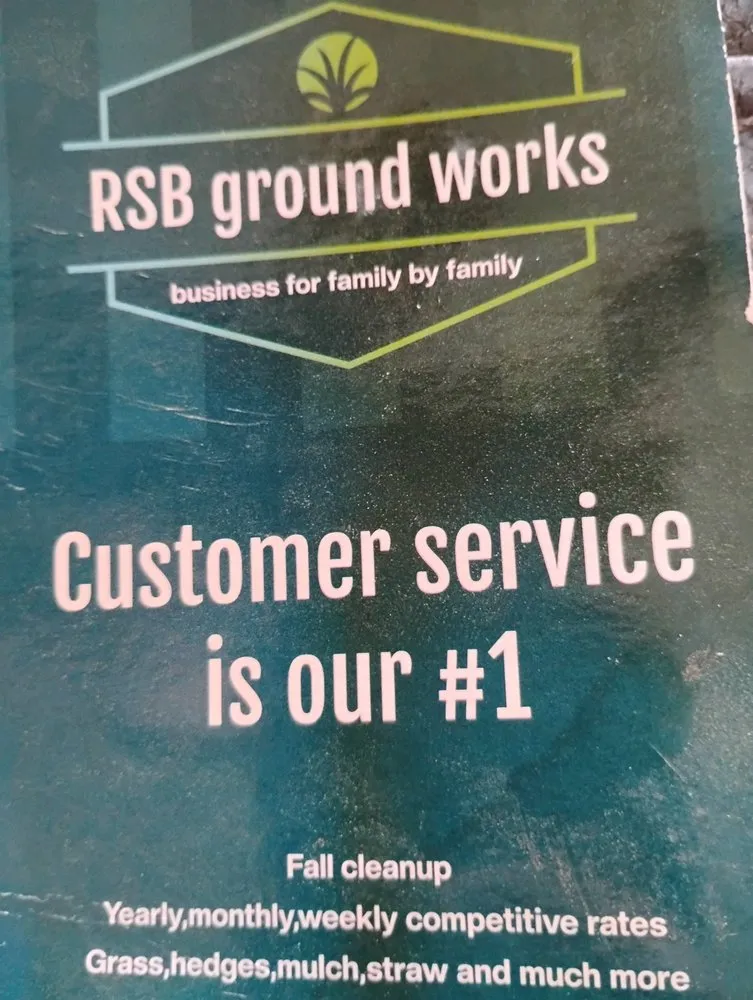 RSB ground works
business for family by family
Customer service
is our #1
Fall cleanup
Yearly,monthly,weekly competitive rates
Grass,hedges,mulch,straw and much more